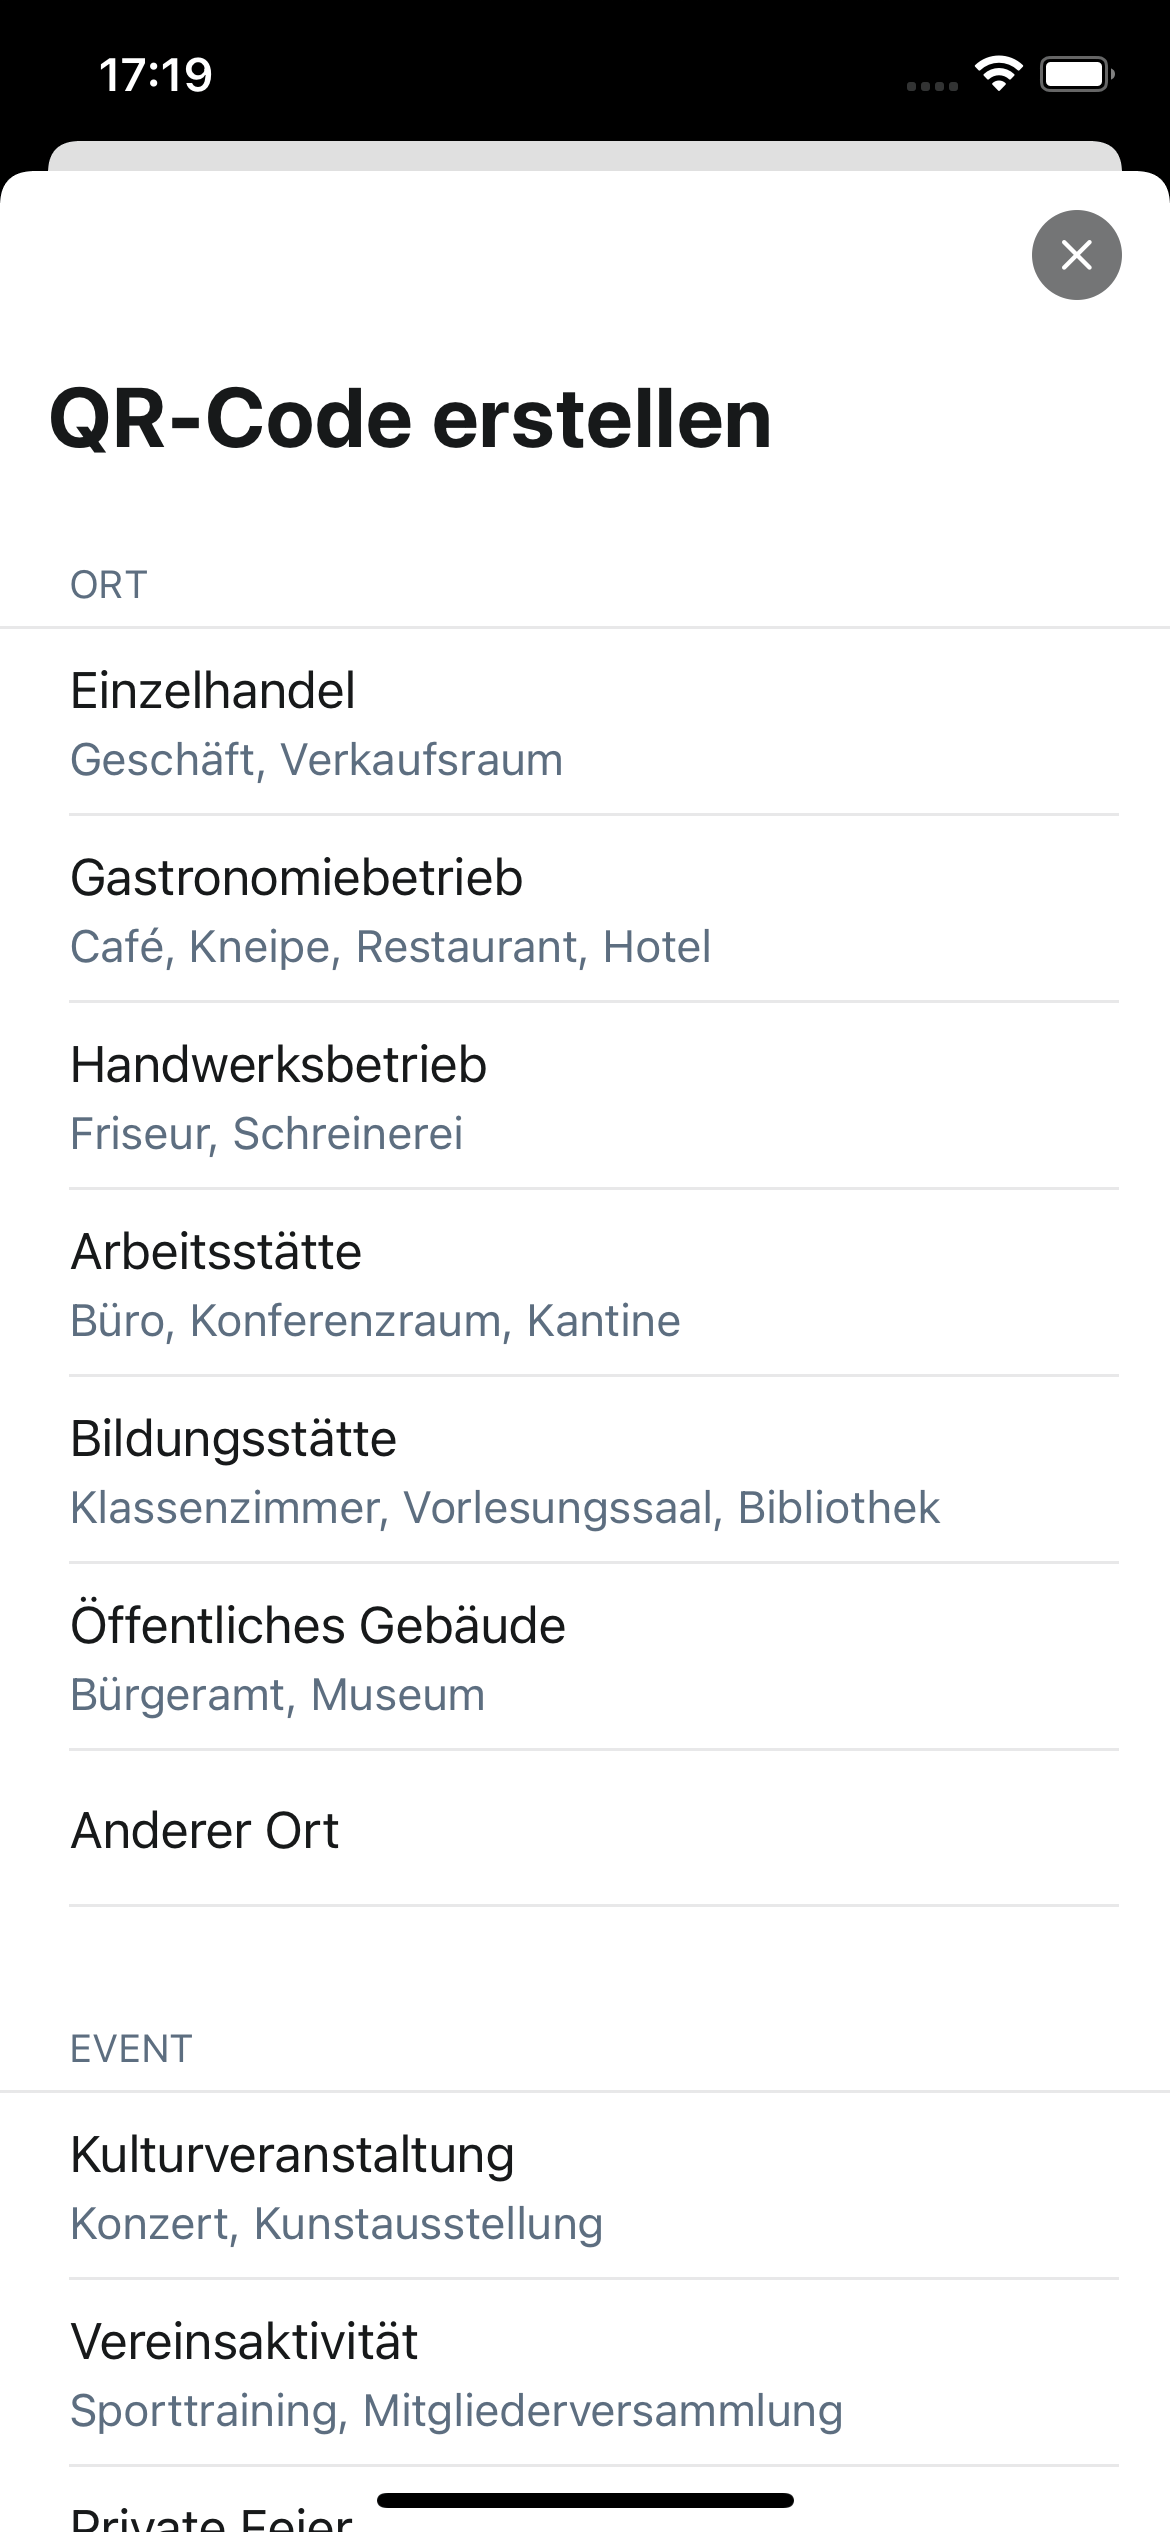 17:19
QR-Code erstellen
ORT
Einzelhandel
Geschäft, Verkaufsraum
Gastronomiebetrieb
Café, Kneipe, Restaurant, Hotel
Handwerksbetrieb
Friseur, Schreinerei
Arbeitsstätte
Büro, Konferenzraum, Kantine
Bildungsstätte
Klassenzimmer, Vorlesungssaal, Bibliothek
Öffentliches Gebäude
Bürgeramt, Museum
Anderer Ort
EVENT
Kulturveranstaltung
Konzert, Kunstausstellung
Vereinsaktivität
Sporttraining, Mitgliederversammlung
Private Feier